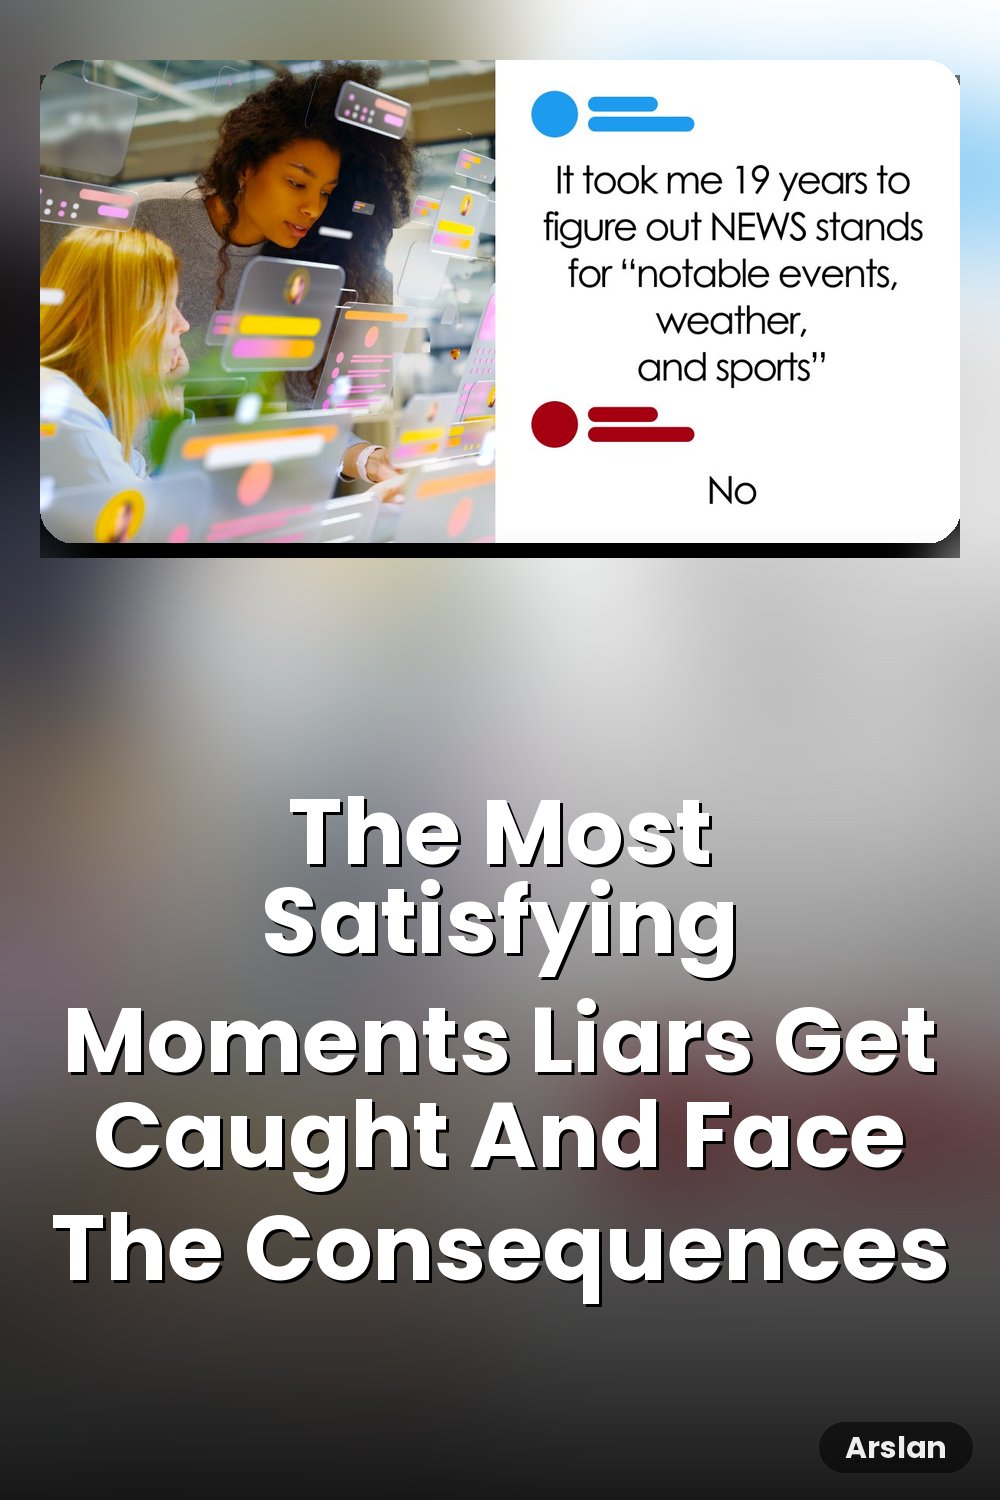 It took me 19 years to
figure out NEWS stands
for “notable events,
weather,
and sports”
No
The Most
Satisfying
Moments Liars Get
Caught And Face
The Consequences
Arslan